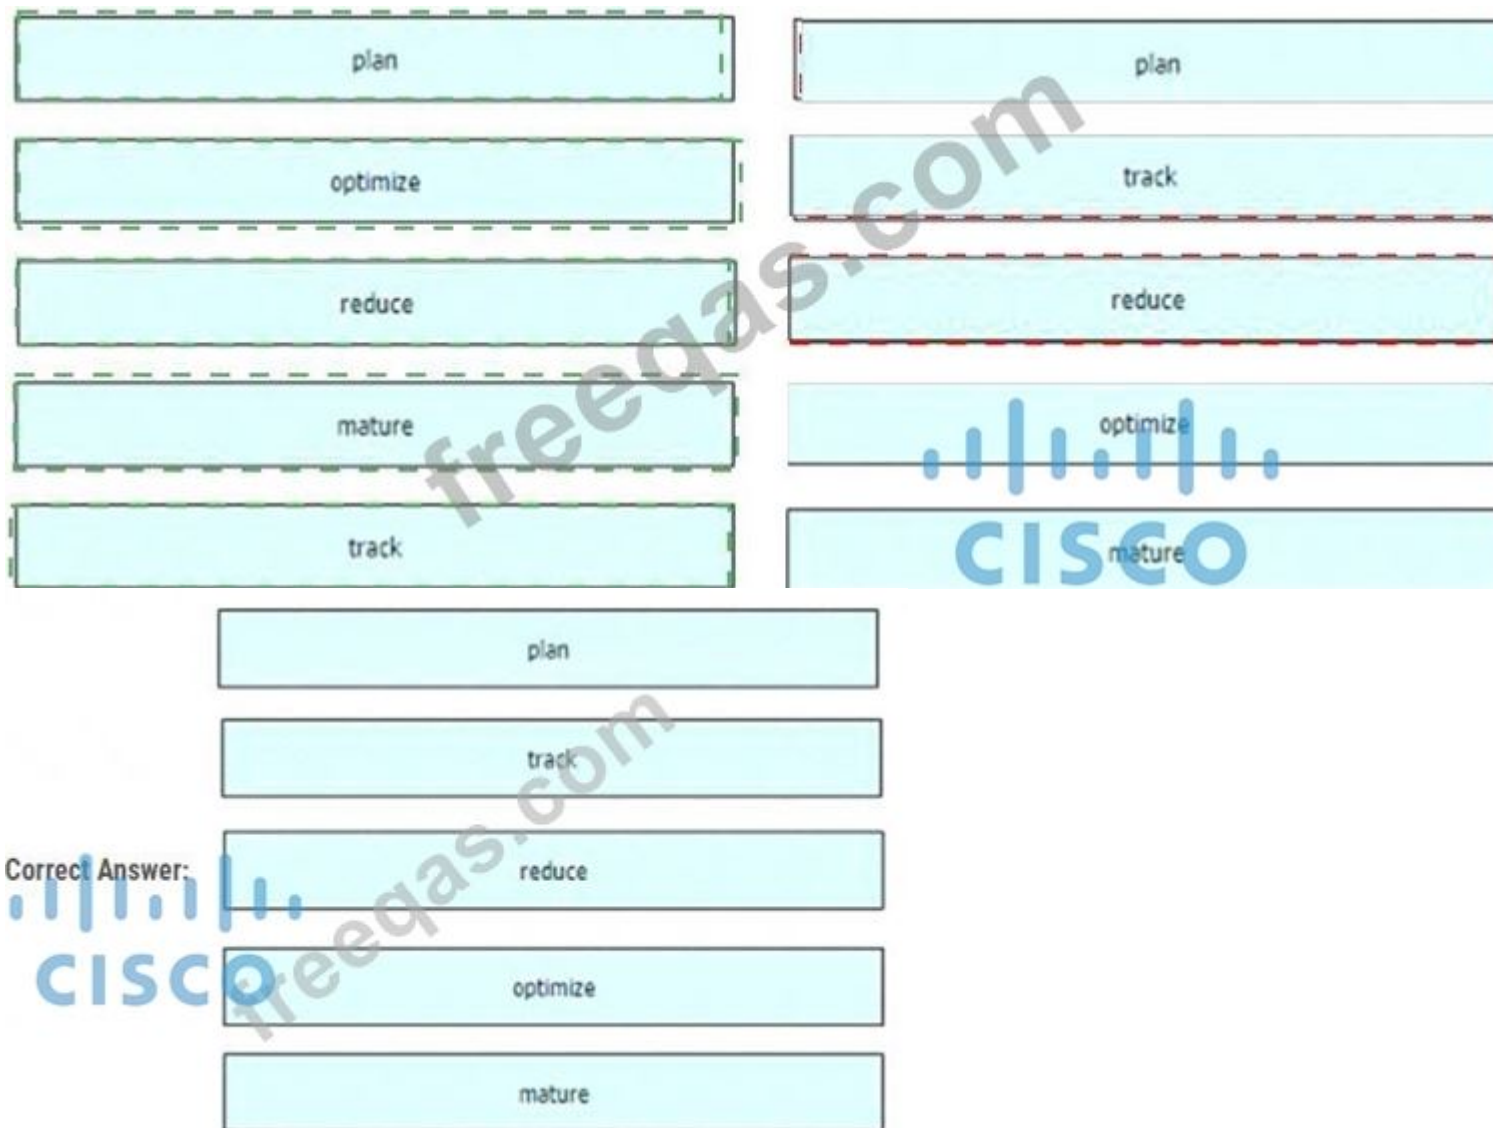 plan
plan
optimize
track
reduce
reduce
mature
optimize
track
mature
freeqas.com
CISCO
plan
track
Correct Answer:
reduce
optimize
mature
freeqas.com
CISCO